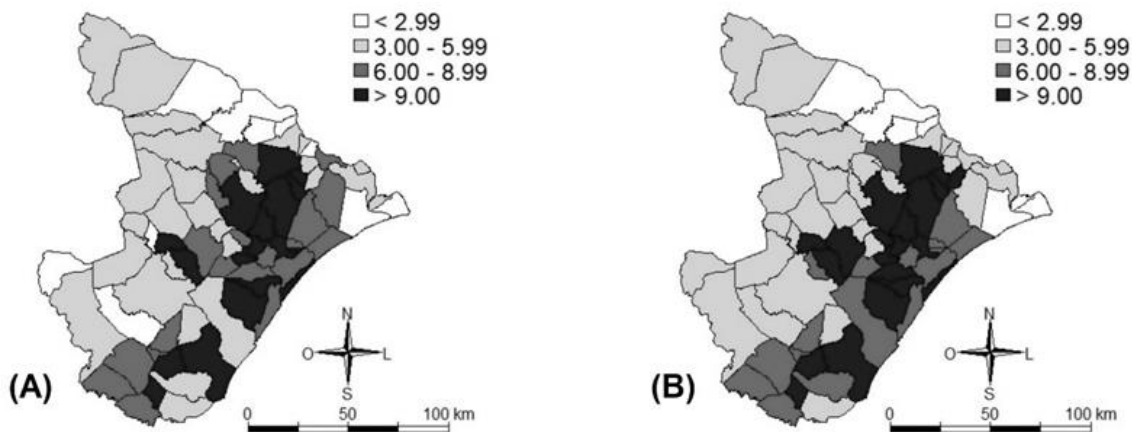 < 2.99
3.00 - 5.99
6.00 - 8.99
> 9.00
N
O L
S
(A)
0 50 100 km
< 2.99
3.00 - 5.99
6.00 - 8.99
> 9.00
N
O L
S
(B)
0 50 100 km